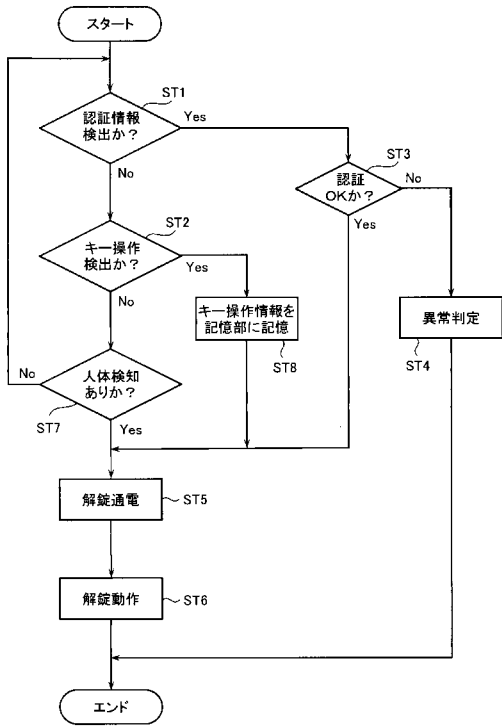 スタート
ST1
認証情報
検出か？
Yes
No
ST3
認証
OKか？
No
Yes
ST2
キー操作
検出か？
Yes
No
キー操作情報を
記憶部に記憶
ST8
異常判定
ST4
No
人体検知
ありか？
ST7
Yes
解錠通電
ST5
解錠動作
ST6
エンド